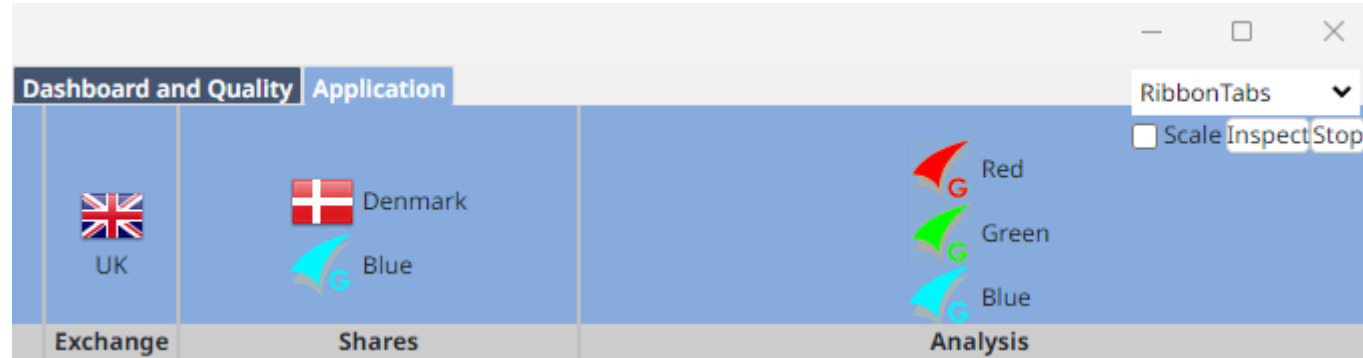 Dashboard and Quality Application
RibbonTabs
Scale Inspect Stop
Red
Denmark
Green
UK
Blue
Blue
G
G
G
G
Exchange Shares Analysis